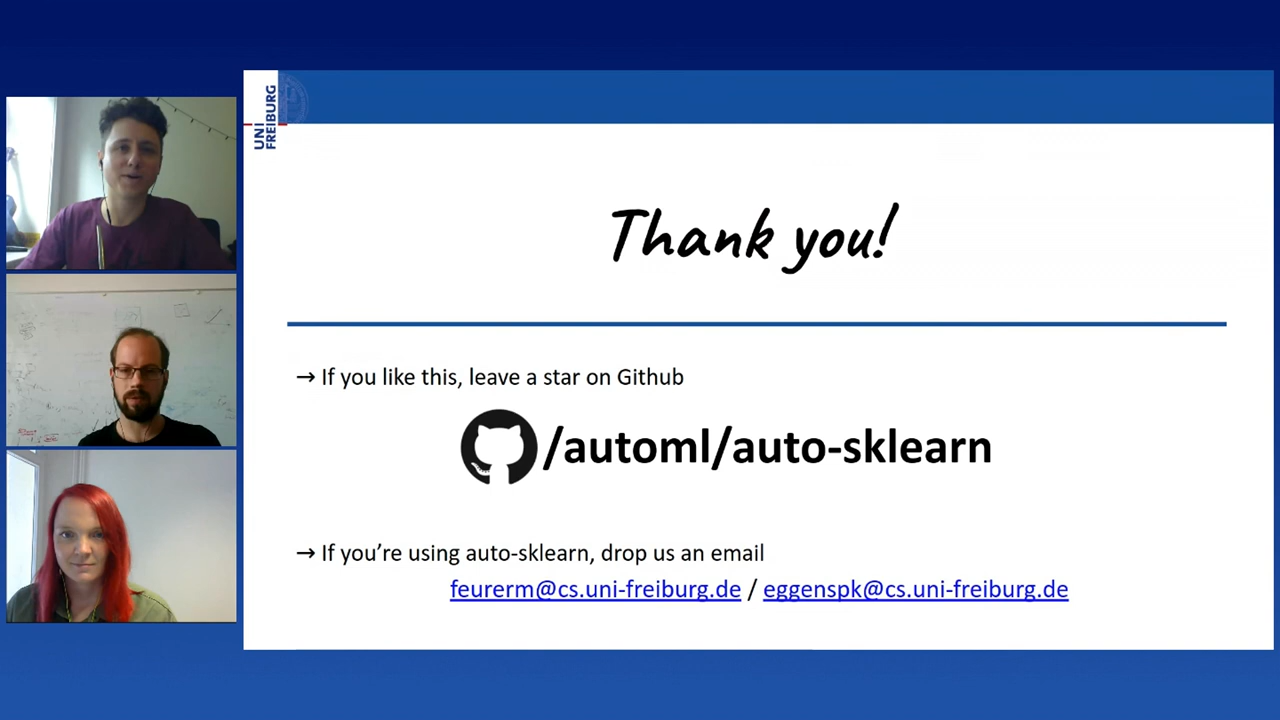 UNI
FREIBURG
Thank you!
→ If you like this, leave a star on Github
/automl/auto-sklearn
→ If you’re using auto-sklearn, drop us an email
feurerm@cs.uni-freiburg.de / eggenspk@cs.uni-freiburg.de